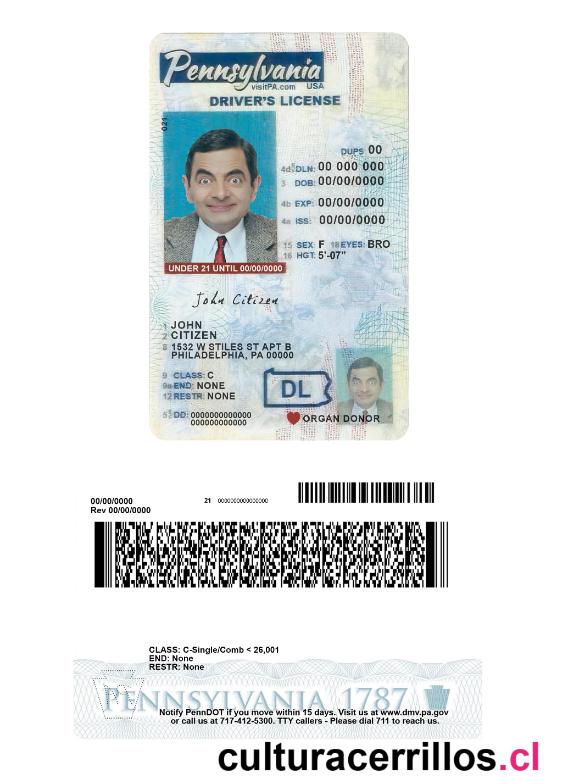 Pennsylvania
visitPA.com USA
DRIVER'S LICENSE
021
DUPS 00
4d DLN: 00 000 000
3 DOB: 00/00/0000
4b EXP: 00/00/0000
4a ISS: 00/00/0000
15 SEX: F 18 EYES: BRO
16 HGT: 5'-07"
UNDER 21 UNTIL 00/00/0000
John Citizen
1 JOHN
2 CITIZEN
8 1532 W STILES ST APT B
PHILADELPHIA, PA 00000
9 CLASS: C
9a END: NONE
12 RESTR: NONE
DL
5 DD: 0000000000000
000000000000
ORGAN DONOR
00/00/0000
Rev 00/00/0000
21
CLASS: C-Single/Comb < 26,001
END: None
RESTR: None
PENNSYLVANIA 1787
Notify PennDOT if you move within 15 days. Visit us at www.dmv.pa.gov
or call us at 717-412-5300. TTY callers - Please dial 711 to reach us.
culturacerrillos.cl